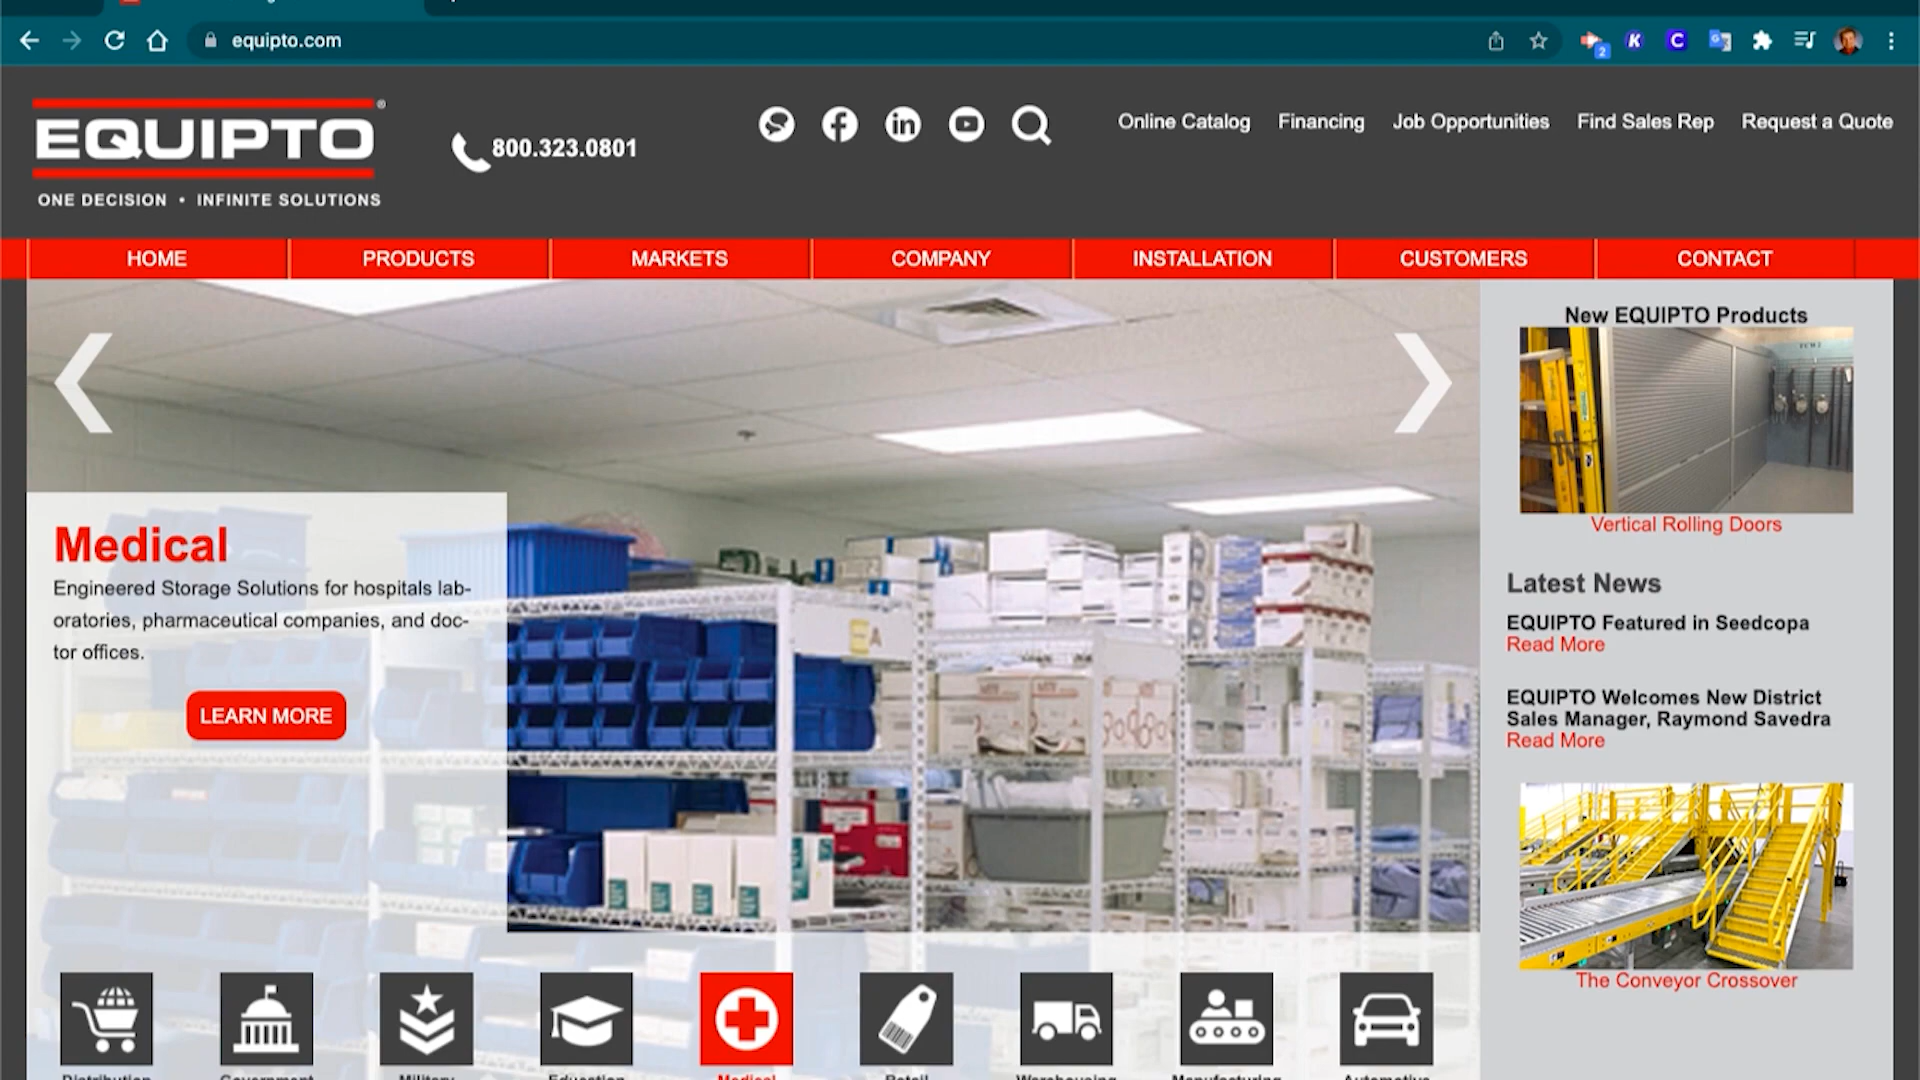 equipto.com
2
K
C
EQUIPTO®
ONE DECISION • INFINITE SOLUTIONS
800.323.0801
Online Catalog Financing Job Opportunities Find Sales Rep Request a Quote
HOME PRODUCTS MARKETS COMPANY INSTALLATION CUSTOMERS CONTACT
Medical
Engineered Storage Solutions for hospitals lab-
oratories, pharmaceutical companies, and doc-
tor offices.
LEARN MORE
A
New EQUIPTO Products
Vertical Rolling Doors
Latest News
EQUIPTO Featured in Seedcopa
Read More
EQUIPTO Welcomes New District
Sales Manager, Raymond Savedra
Read More
The Conveyor Crossover
Distribution Government Military Education Medical Retail Warehousing Manufacturing Automotive